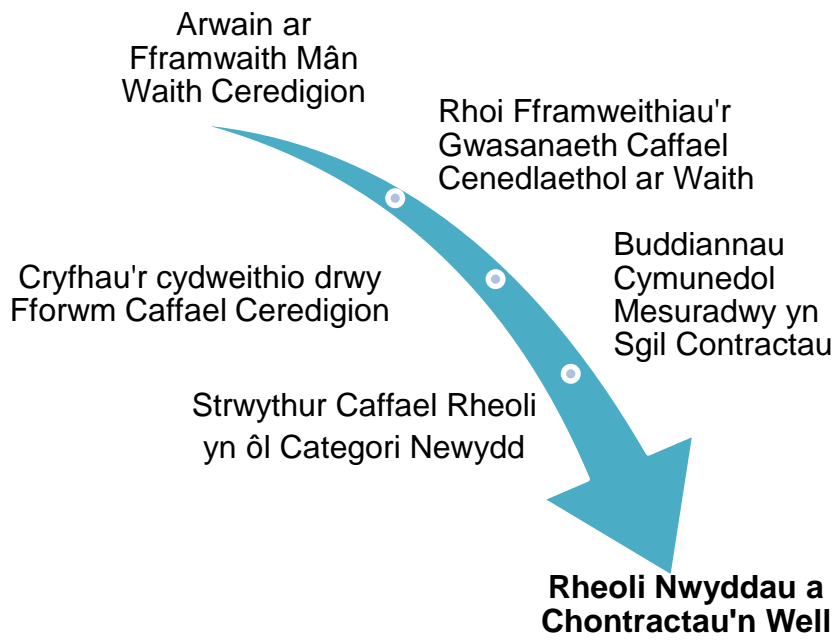 Arwain ar
Fframwaith Mân
Waith Ceredigion
Rhoi Fframweithiau'r
Gwasanaeth Caffael
Cenedlaethol ar Waith
Cryfhau'r cydweithio drwy
Fforwm Caffael Ceredigion
Buddiannau
Cymunedol
Mesuradwy yn
Sgil Contractau
Strwythur Caffael Rheoli
yn ôl Categori Newydd
Rheoli Nwyddau a
Chontractau'n Well